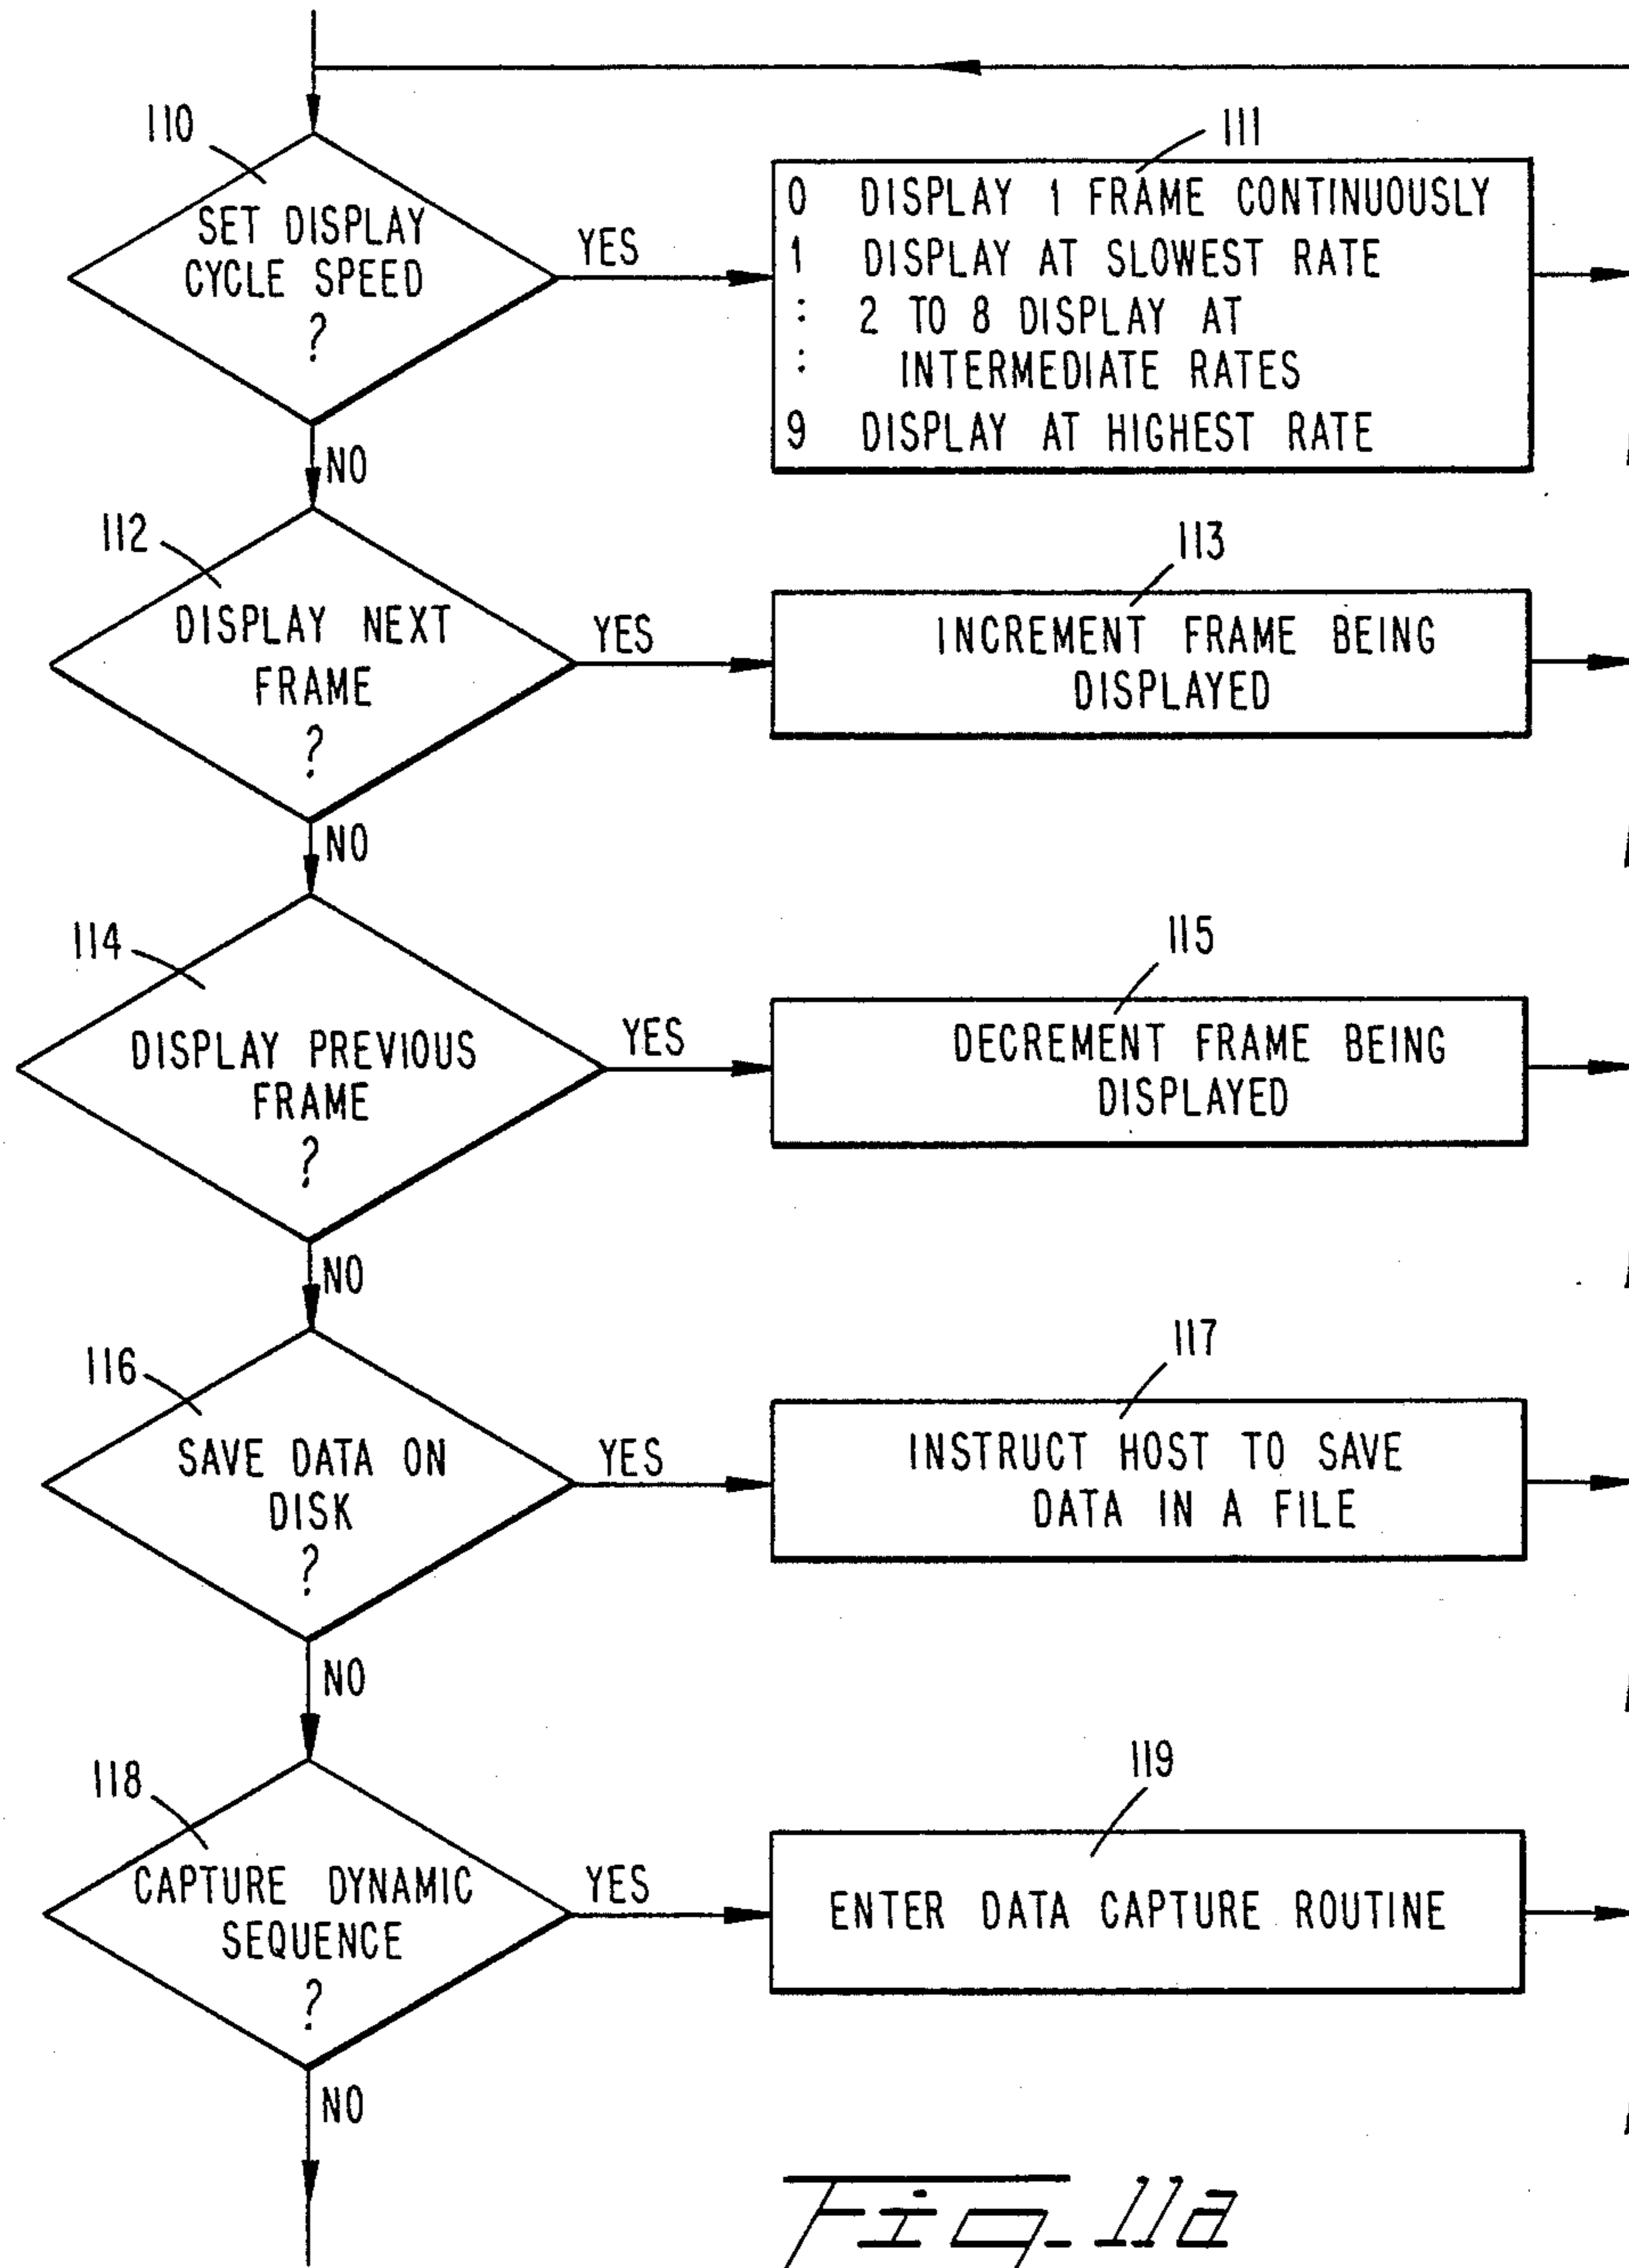 110
SET DISPLAY
CYCLE SPEED
?
YES
NO
111
0 DISPLAY 1 FRAME CONTINUOUSLY
1 DISPLAY AT SLOWEST RATE
: 2 TO 8 DISPLAY AT
: INTERMEDIATE RATES
9 DISPLAY AT HIGHEST RATE
112
DISPLAY NEXT
FRAME
?
YES
NO
113
INCREMENT FRAME BEING
DISPLAYED
114
DISPLAY PREVIOUS
FRAME
?
YES
NO
115
DECREMENT FRAME BEING
DISPLAYED
116
SAVE DATA ON
DISK
?
YES
NO
117
INSTRUCT HOST TO SAVE
DATA IN A FILE
118
CAPTURE DYNAMIC
SEQUENCE
?
YES
NO
119
ENTER DATA CAPTURE ROUTINE
Fig. 11a